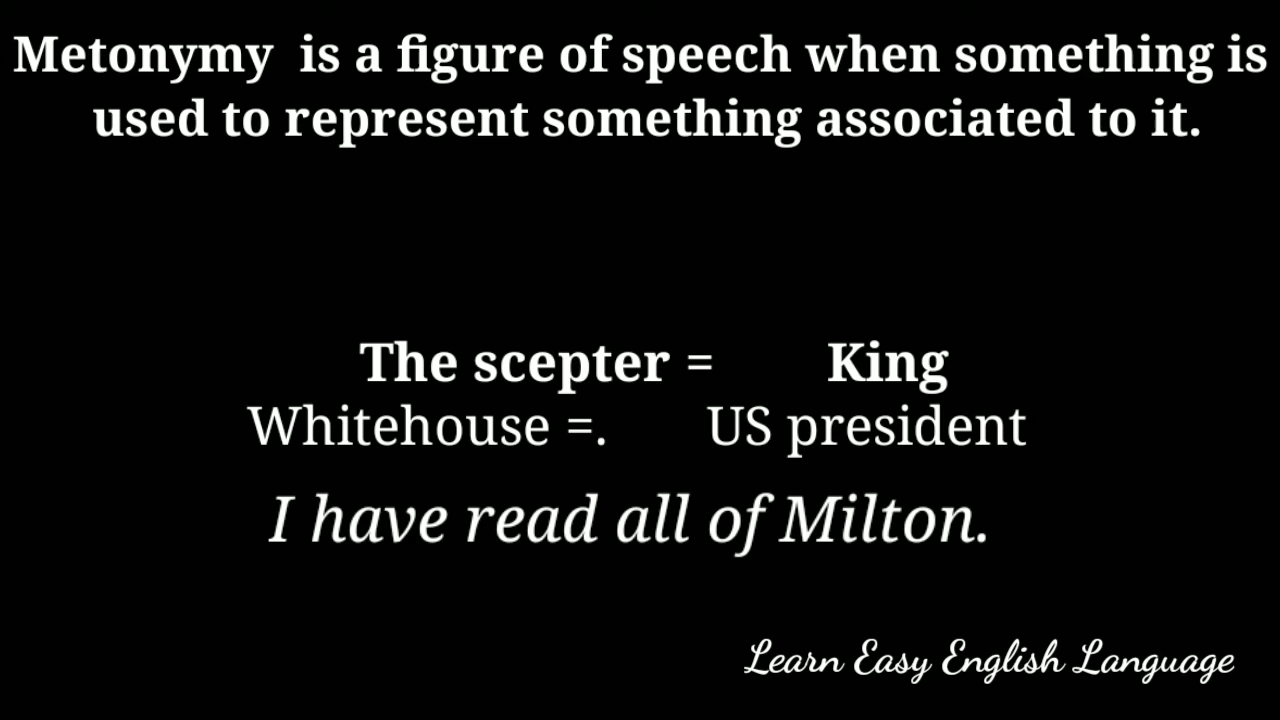 Metonymy is a figure of speech when something is
used to represent something associated to it.
The scepter = King
Whitehouse =. US president
I have read all of Milton.
Learn Easy English Language